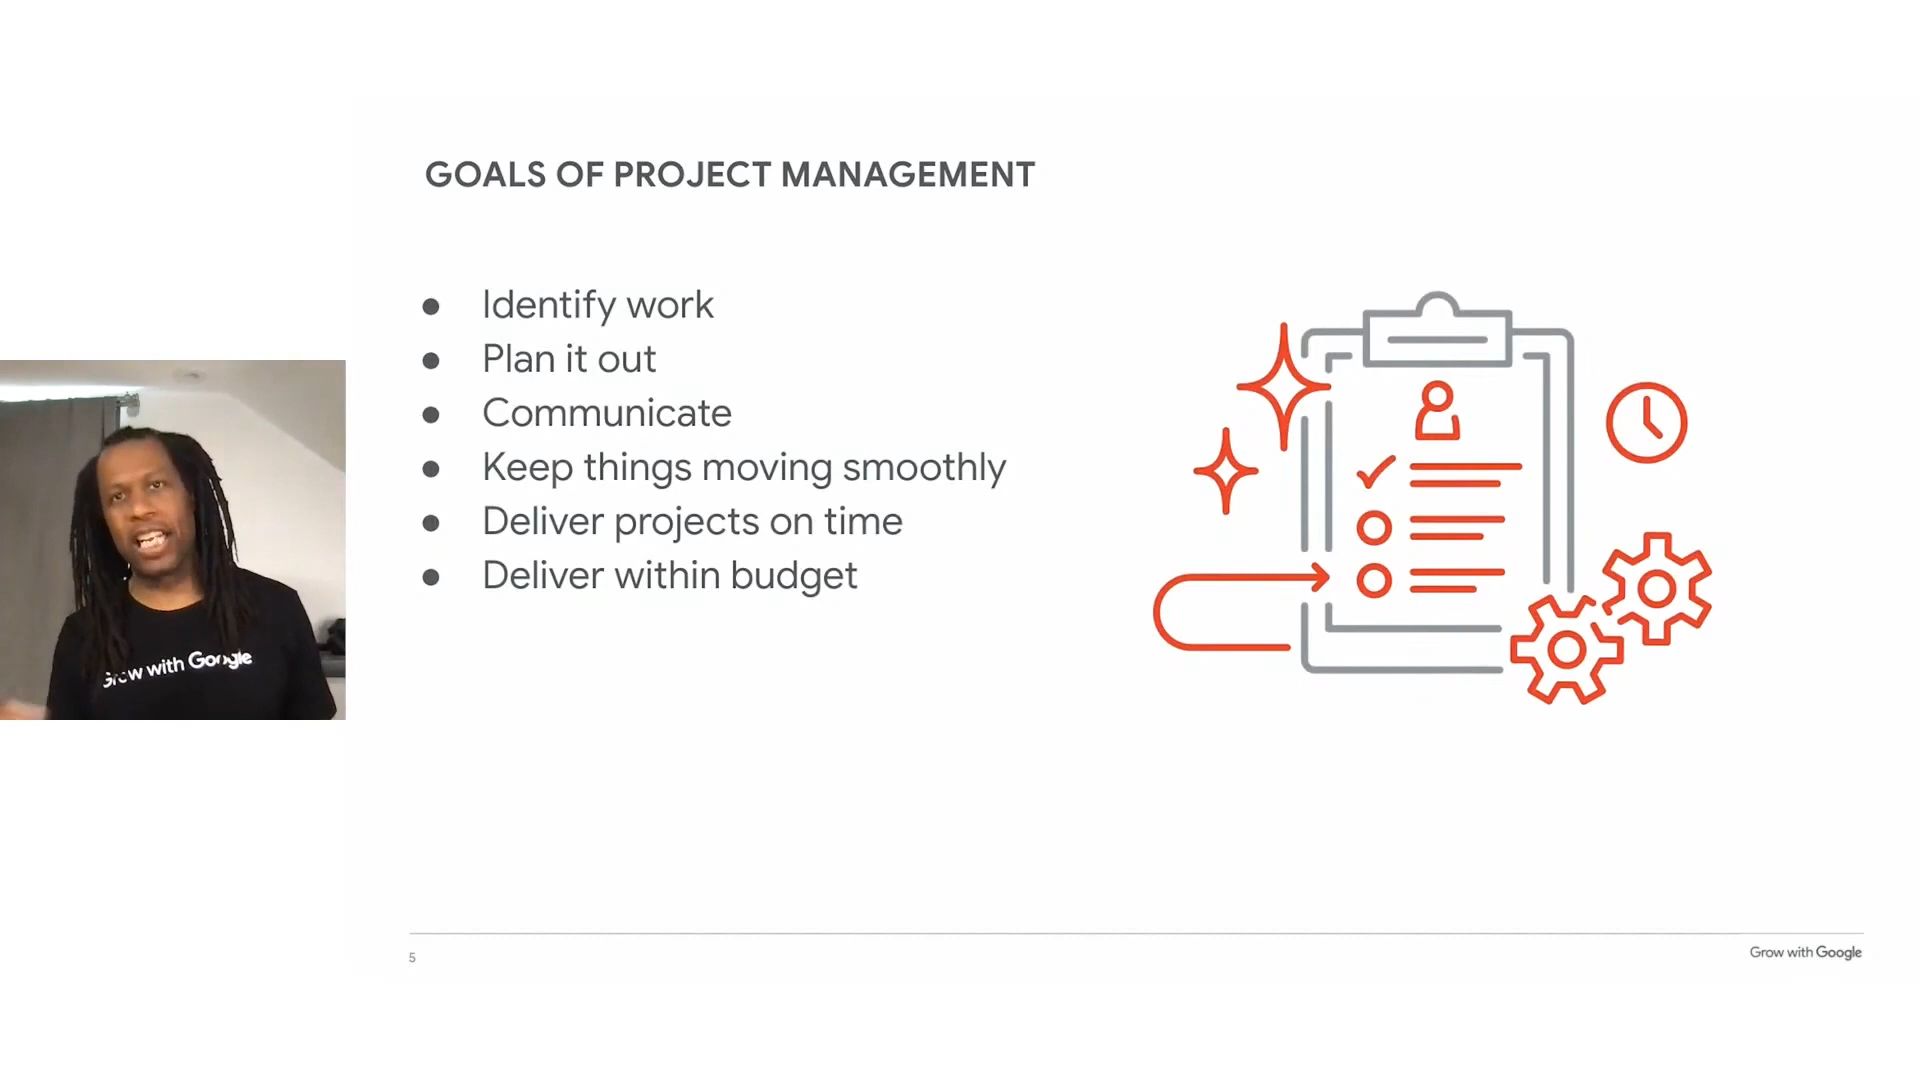 GOALS OF PROJECT MANAGEMENT
● Identify work
● Plan it out
● Communicate
● Keep things moving smoothly
● Deliver projects on time
● Deliver within budget
Grow with Google
5
Grow with Google